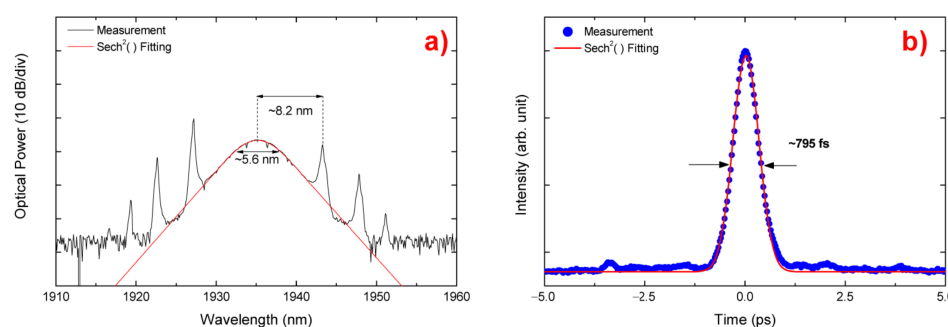 Measurement
Sech²( ) Fitting
a)
~8.2 nm
~5.6 nm
Optical Power (10 dB/div)
1910 1920 1930 1940 1950 1960
Wavelength (nm)
Measurement
Sech²( ) Fitting
b)
~795 fs
Intensity (arb. unit)
−5.0 −2.5 0.0 2.5 5.0
Time (ps)